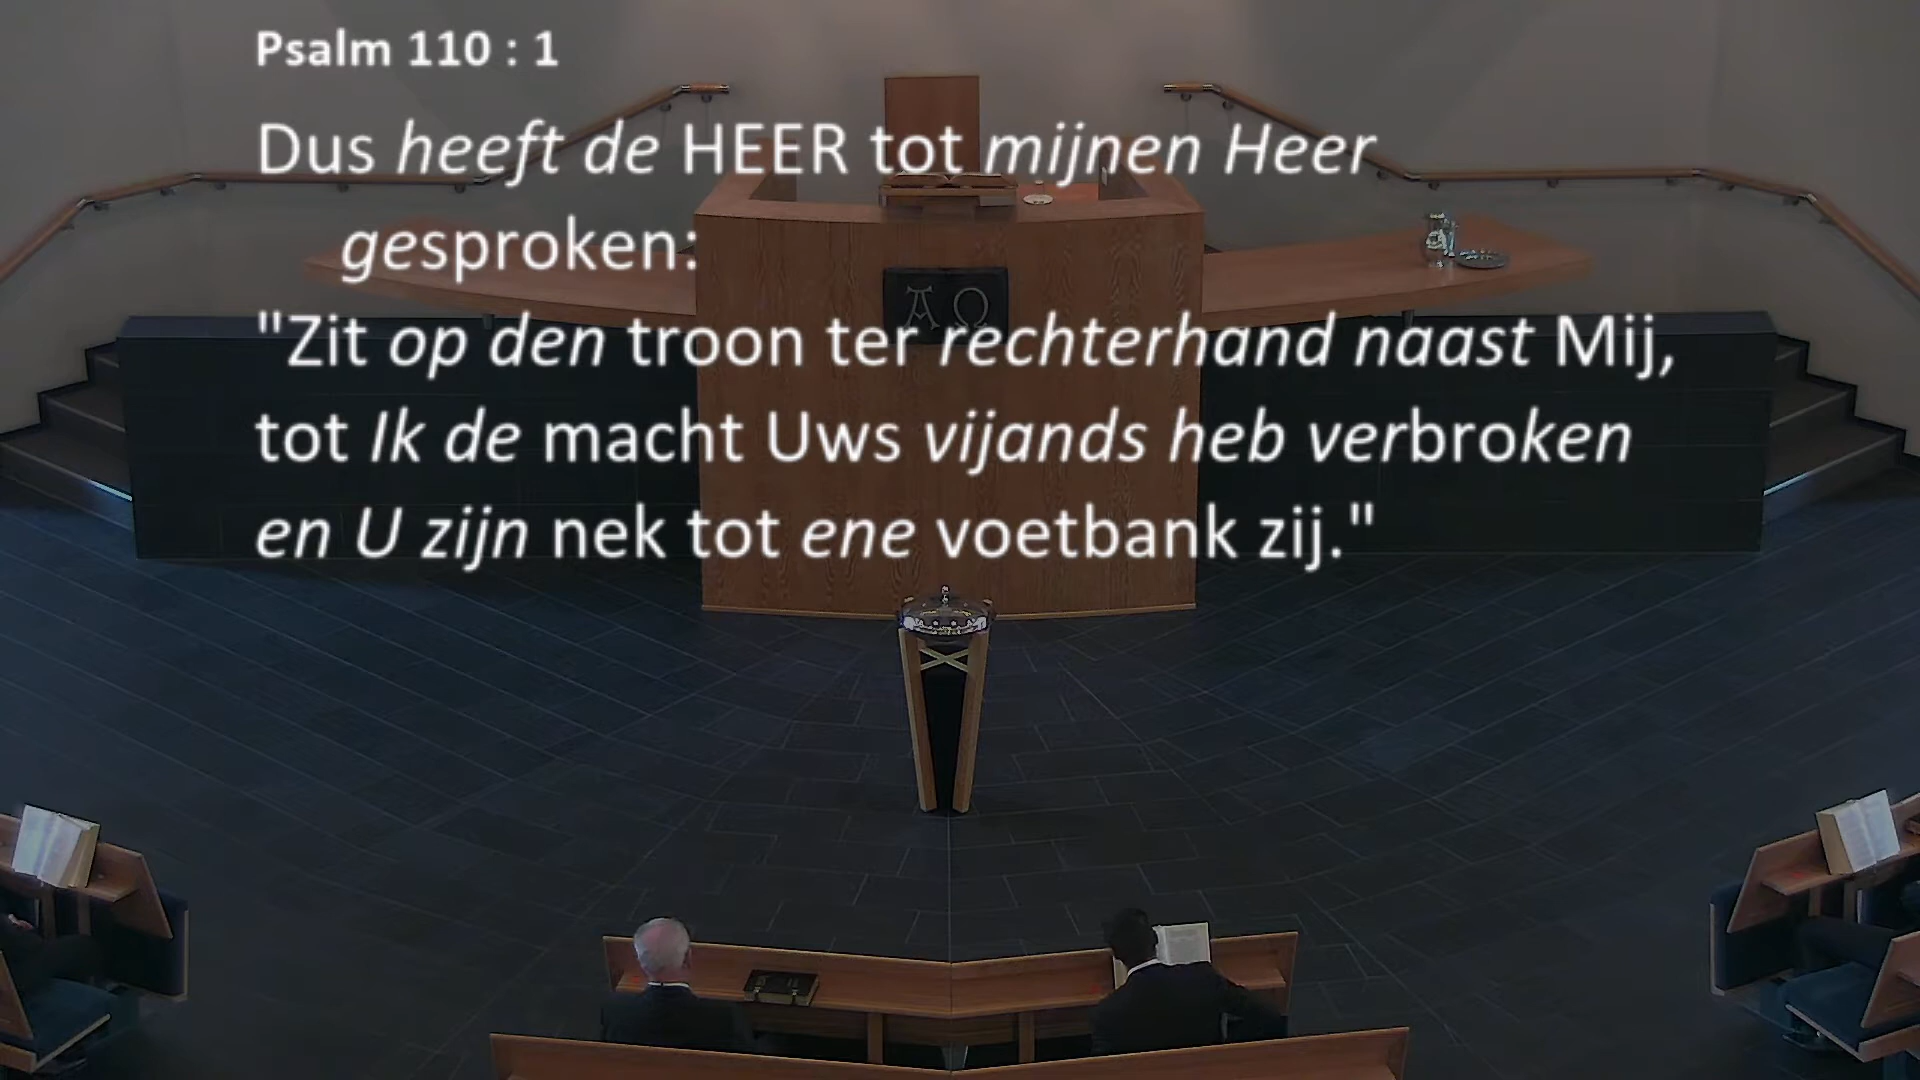 Psalm 110 : 1
Dus heeft de HEER tot mijnen Heer
gesproken:
"Zit op den troon ter rechterhand naast Mij,
tot Ik de macht Uws vijands heb verbroken
en U zijn nek tot ene voetbank zij."
Α Ω